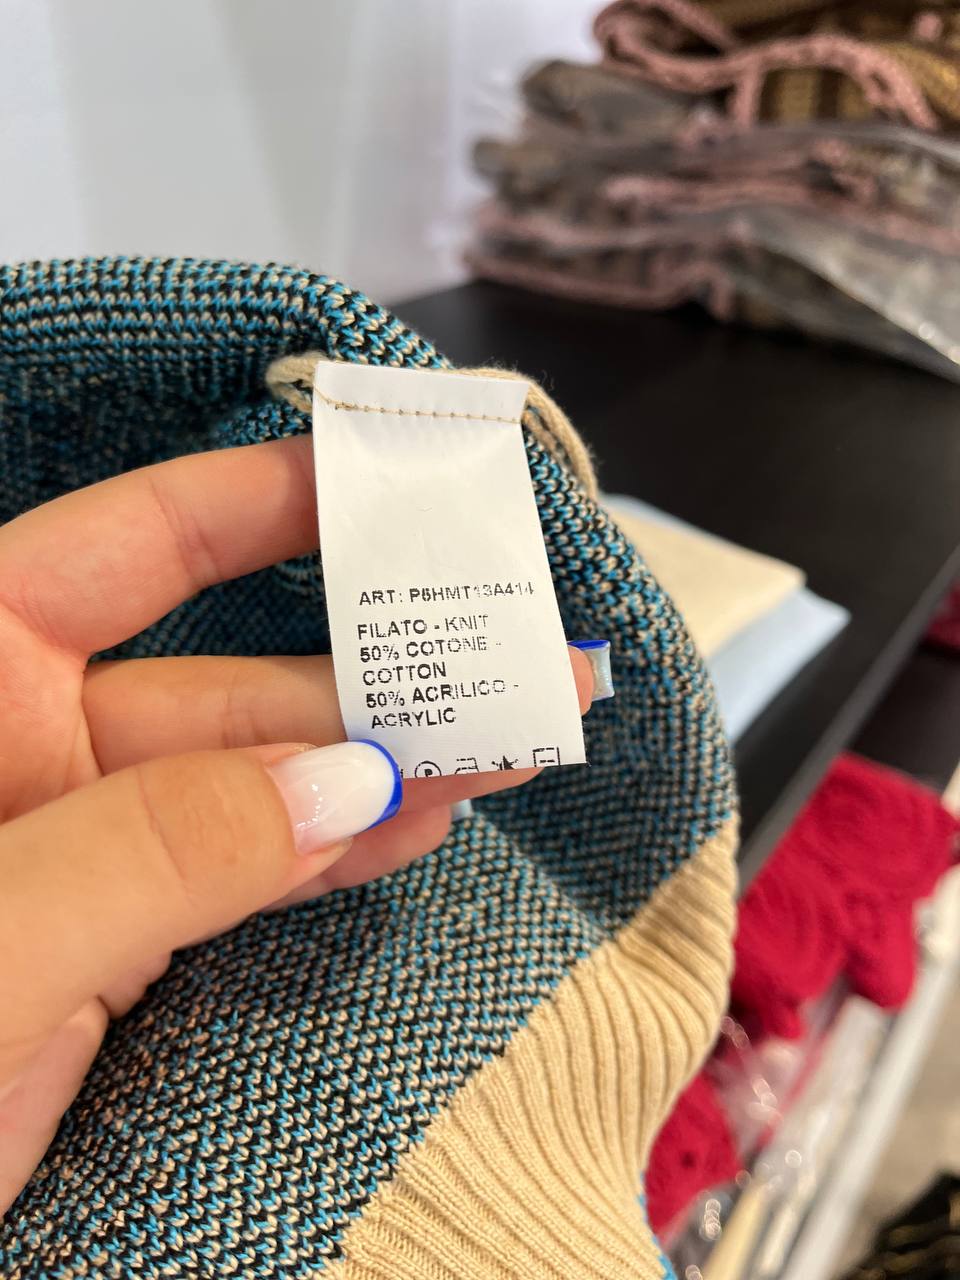 ART: P5HMT13A414
FILATO - KNIT
50% COTONE -
COTTON
50% ACRILICO -
ACRYLIC